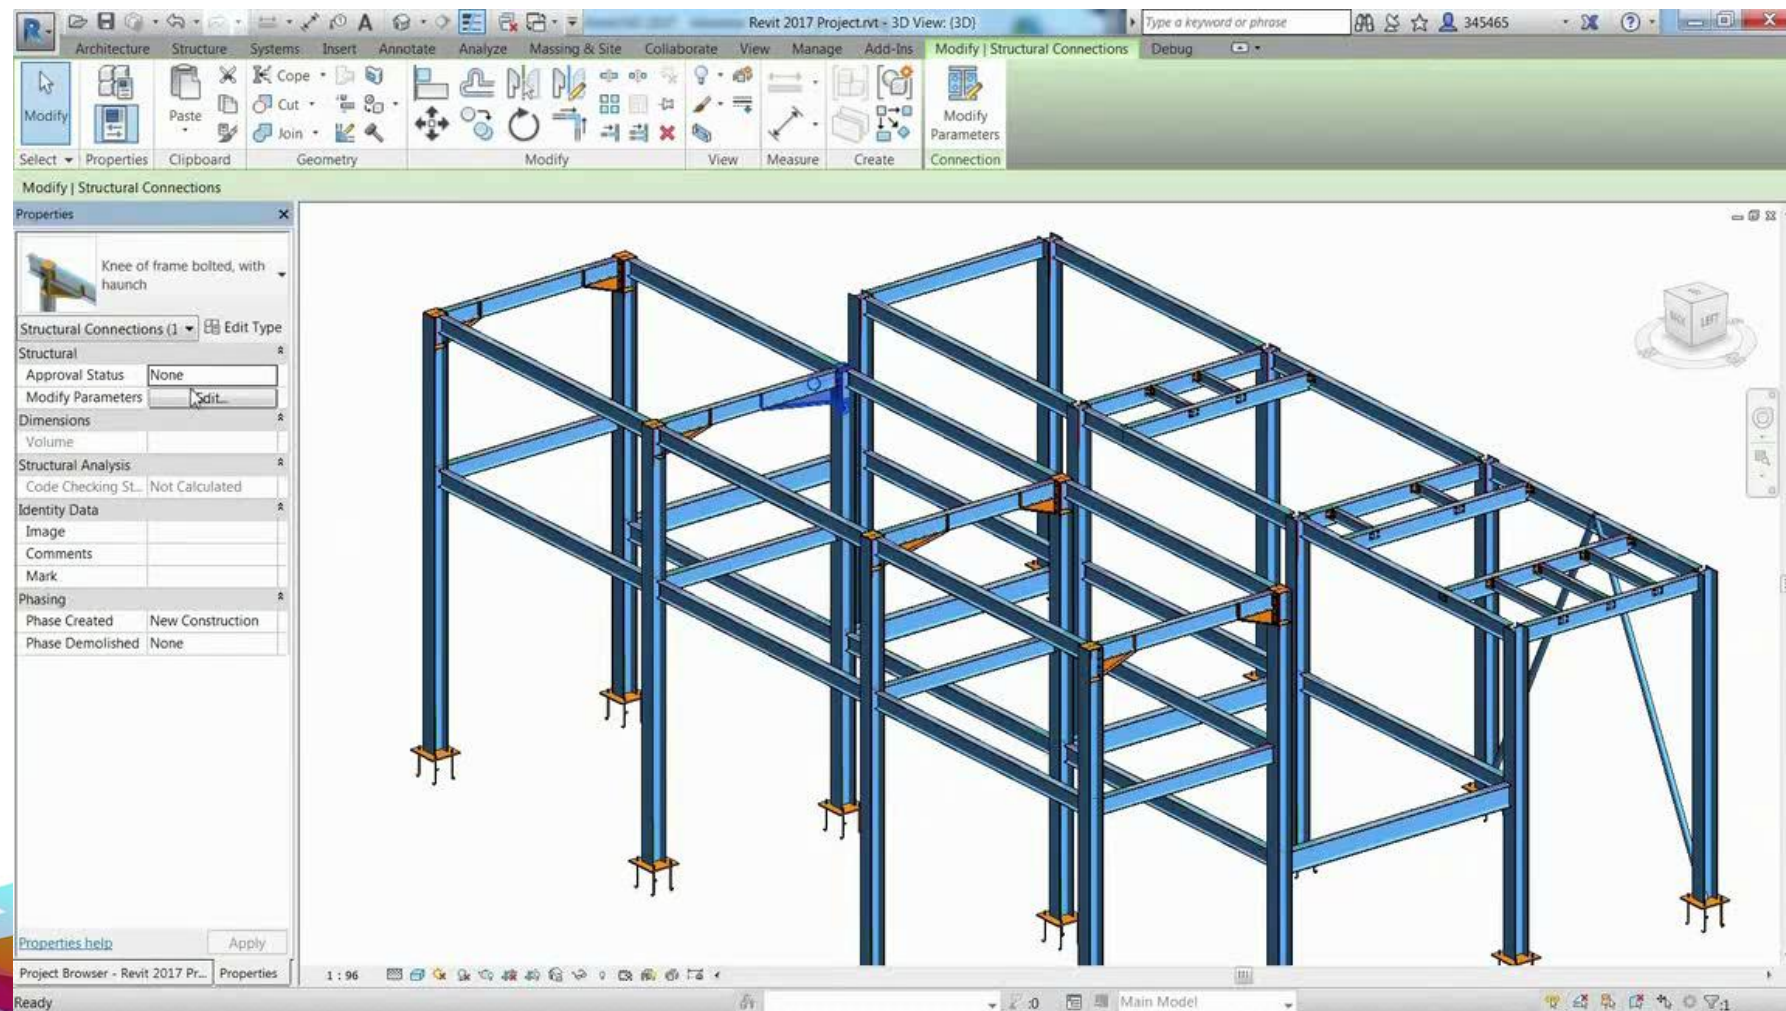 R
A
Revit 2017 Project.rvt - 3D View: {3D}
Type a keyword or phrase
345465
?
Architecture Structure Systems Insert Annotate Analyze Massing & Site Collaborate View Manage Add-Ins Modify | Structural Connections Debug
Modify
Paste
Cope
Cut
Join
Modify
Parameters
Select Properties Clipboard Geometry Modify View Measure Create Connection
Modify | Structural Connections
Properties
Knee of frame bolted, with
haunch
Structural Connections (1 Edit Type
Structural
Approval Status None
Modify Parameters Edit...
Dimensions
Volume
Structural Analysis
Code Checking St... Not Calculated
Identity Data
Image
Comments
Mark
Phasing
Phase Created New Construction
Phase Demolished None
BACK LEFT
Properties help Apply
Project Browser - Revit 2017 Pr... Properties
1 : 96
Ready
:0
Main Model
:1